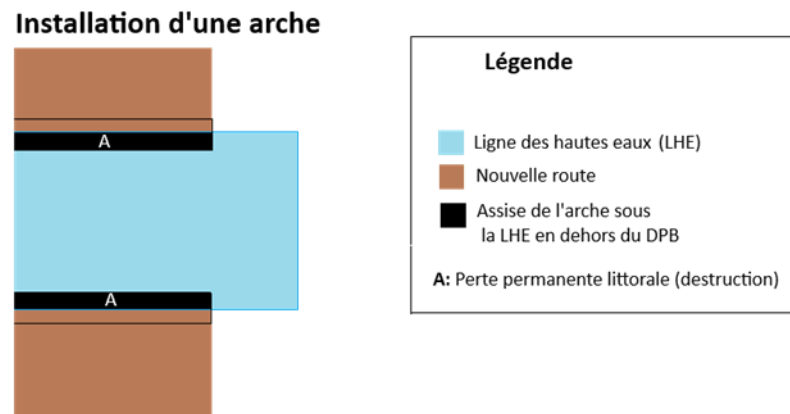 Installation d'une arche
A
A
Légende
Ligne des hautes eaux (LHE)
Nouvelle route
Assise de l'arche sous
la LHE en dehors du DPB
A: Perte permanente littorale (destruction)